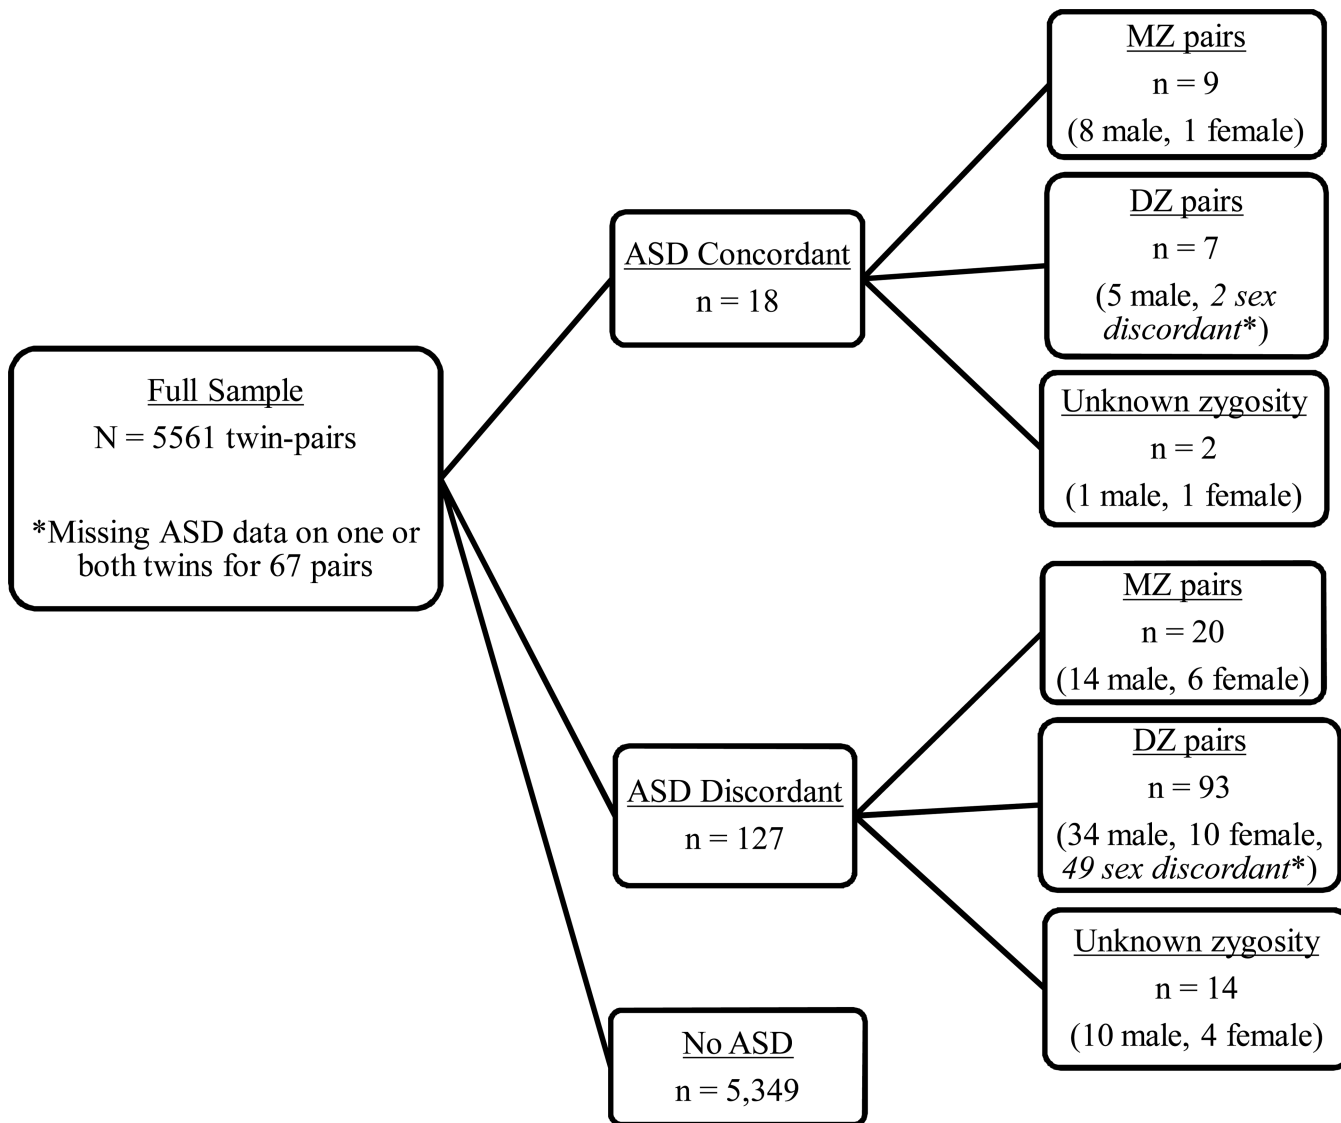 Full Sample
N = 5561 twin-pairs
*Missing ASD data on one or
both twins for 67 pairs
ASD Concordant
n = 18
MZ pairs
n = 9
(8 male, 1 female)
DZ pairs
n = 7
(5 male, 2 sex
discordant*)
Unknown zygosity
n = 2
(1 male, 1 female)
ASD Discordant
n = 127
MZ pairs
n = 20
(14 male, 6 female)
DZ pairs
n = 93
(34 male, 10 female,
49 sex discordant*)
Unknown zygosity
n = 14
(10 male, 4 female)
No ASD
n = 5,349